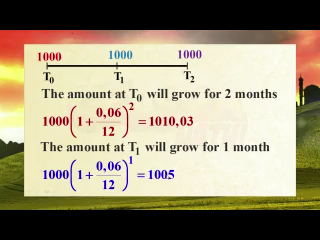 1000 1000 1000
T₀ T₁ T₂
The amount at T₀ will grow for 2 months
1000(1 + 0,06/12)² = 1010,03
The amount at T₁ will grow for 1 month
1000(1 + 0,06/12)¹ = 1005